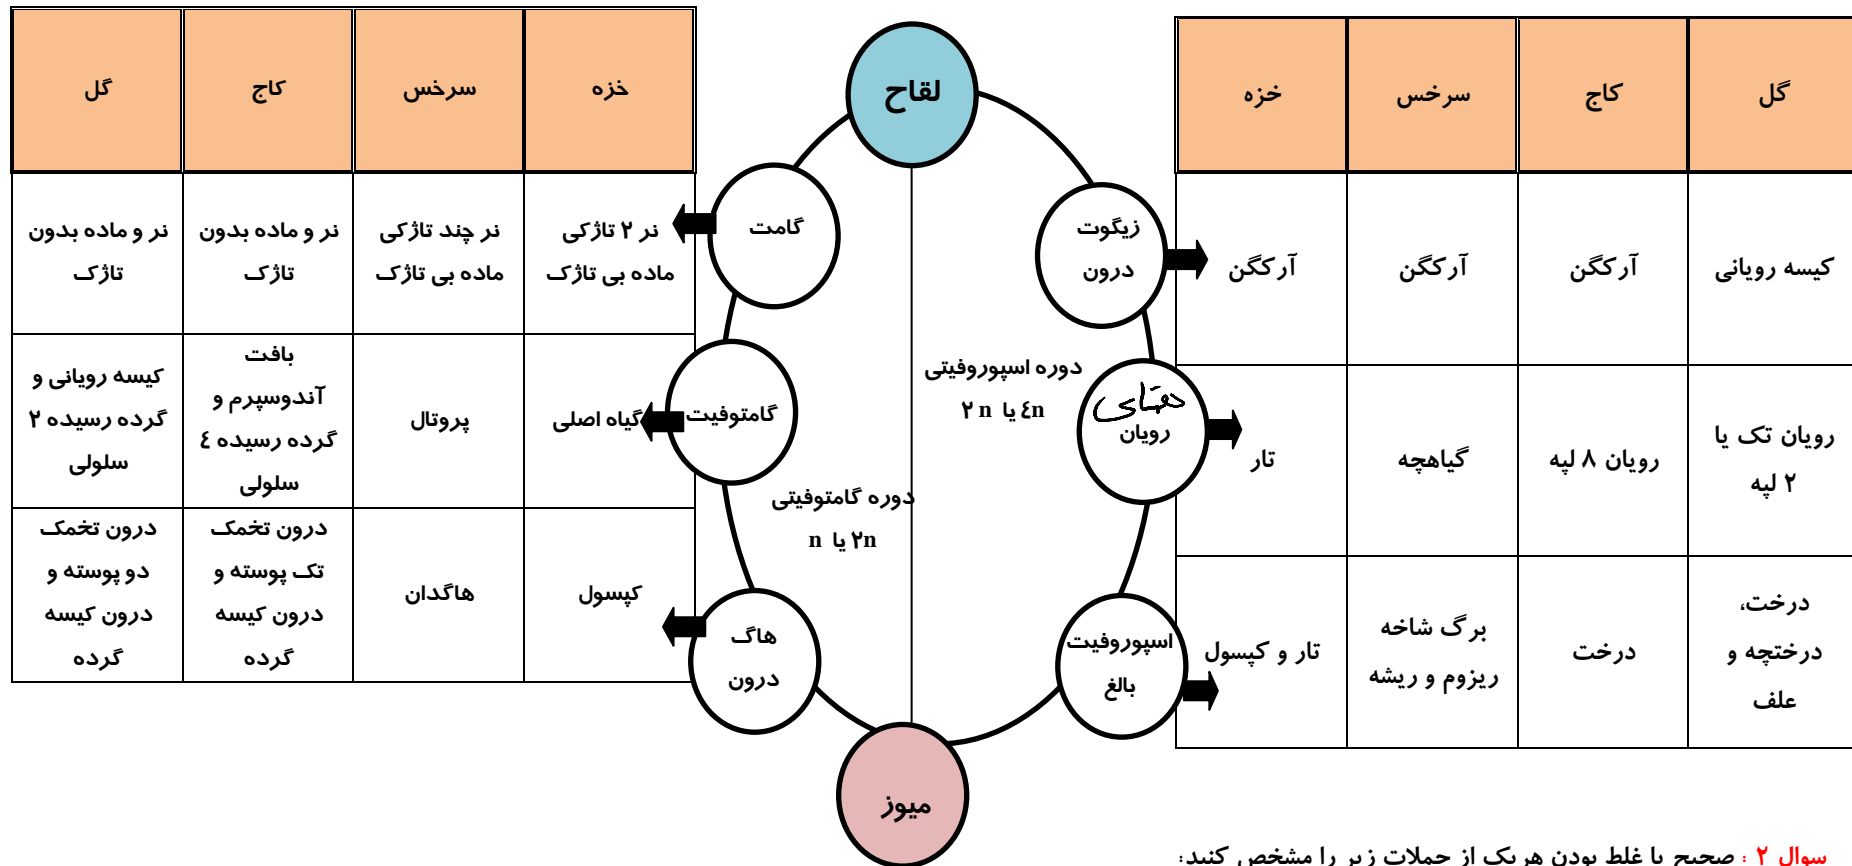 گل
کاج
سرخس
خزه
کیسه رویانی
آرکگن
آرکگن
آرکگن
رویان تک یا
۲ لپه
رویان ۸ لپه
گیاهچه
تار
درخت،
درختچه و
علف
درخت
برگ شاخه
ریزوم و ریشه
تار و کپسول
لقاح
زیگوت
درون
رویان
اسپوروفیت
بالغ
دوره اسپوروفیتی
٤n یا ۲ n
گامت
گامتوفیت
هاگ
درون
دوره گامتوفیتی
۲n یا n
میوز
خزه
سرخس
کاج
گل
نر ۲ تاژکی
ماده بی تاژک
نر چند تاژکی
ماده بی تاژک
نر و ماده بدون
تاژک
نر و ماده بدون
تاژک
گیاه اصلی
پروتال
بافت
آندوسپرم و
گرده رسیده ٤
سلولی
کیسه رویانی و
گرده رسیده ۲
سلولی
کپسول
هاگدان
درون تخمک
تک پوسته و
درون کیسه
گرده
درون تخمک
دو پوسته و
درون کیسه
گرده
سوال ۲ : صحیح یا غلط بودن هریک از جملات زیر را مشخص کنید: